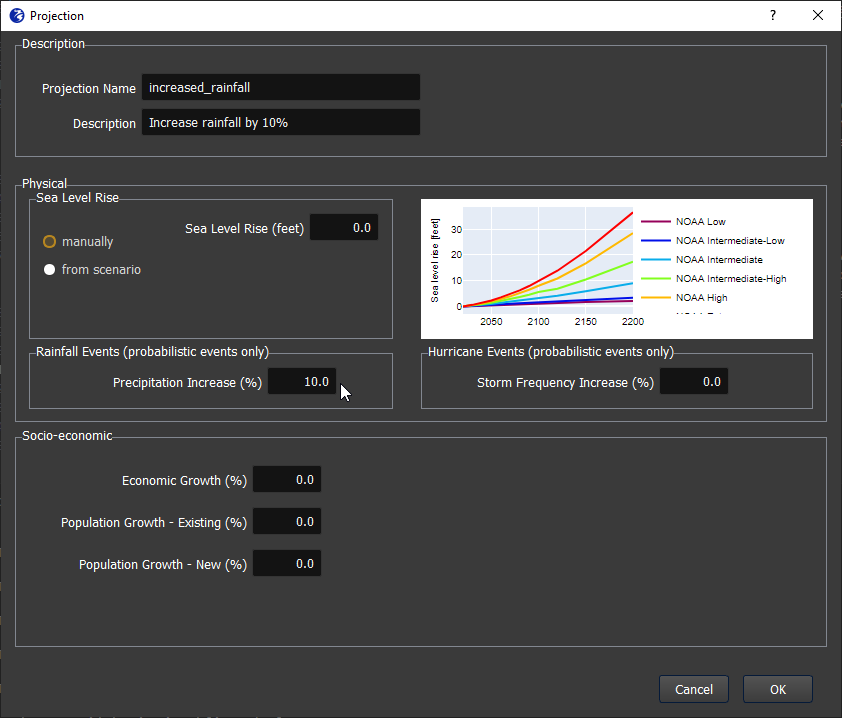 Projection
?
Description
Projection Name increased_rainfall
Description Increase rainfall by 10%
Physical
Sea Level Rise
Sea Level Rise (feet) 0.0
manually
from scenario
Sea level rise [feet]
30
20
10
0
2050 2100 2150 2200
NOAA Low
NOAA Intermediate-Low
NOAA Intermediate
NOAA Intermediate-High
NOAA High
Rainfall Events (probabilistic events only)
Precipitation Increase (%) 10.0
Hurricane Events (probabilistic events only)
Storm Frequency Increase (%) 0.0
Socio-economic
Economic Growth (%) 0.0
Population Growth - Existing (%) 0.0
Population Growth - New (%) 0.0
Cancel OK